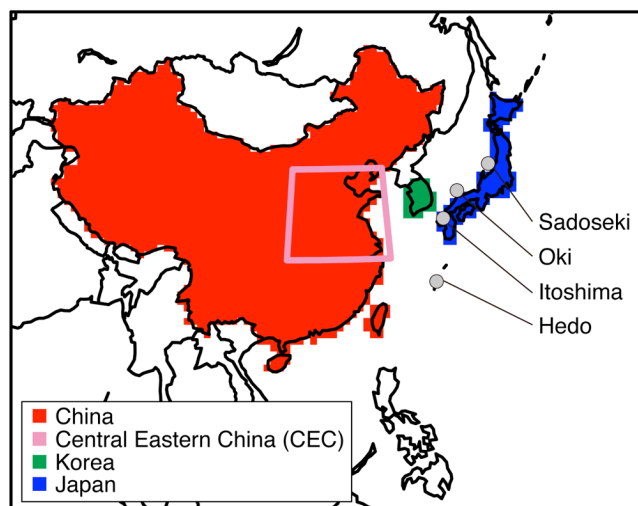 Sadoseki
Oki
Itoshima
Hedo
China
Central Eastern China (CEC)
Korea
Japan